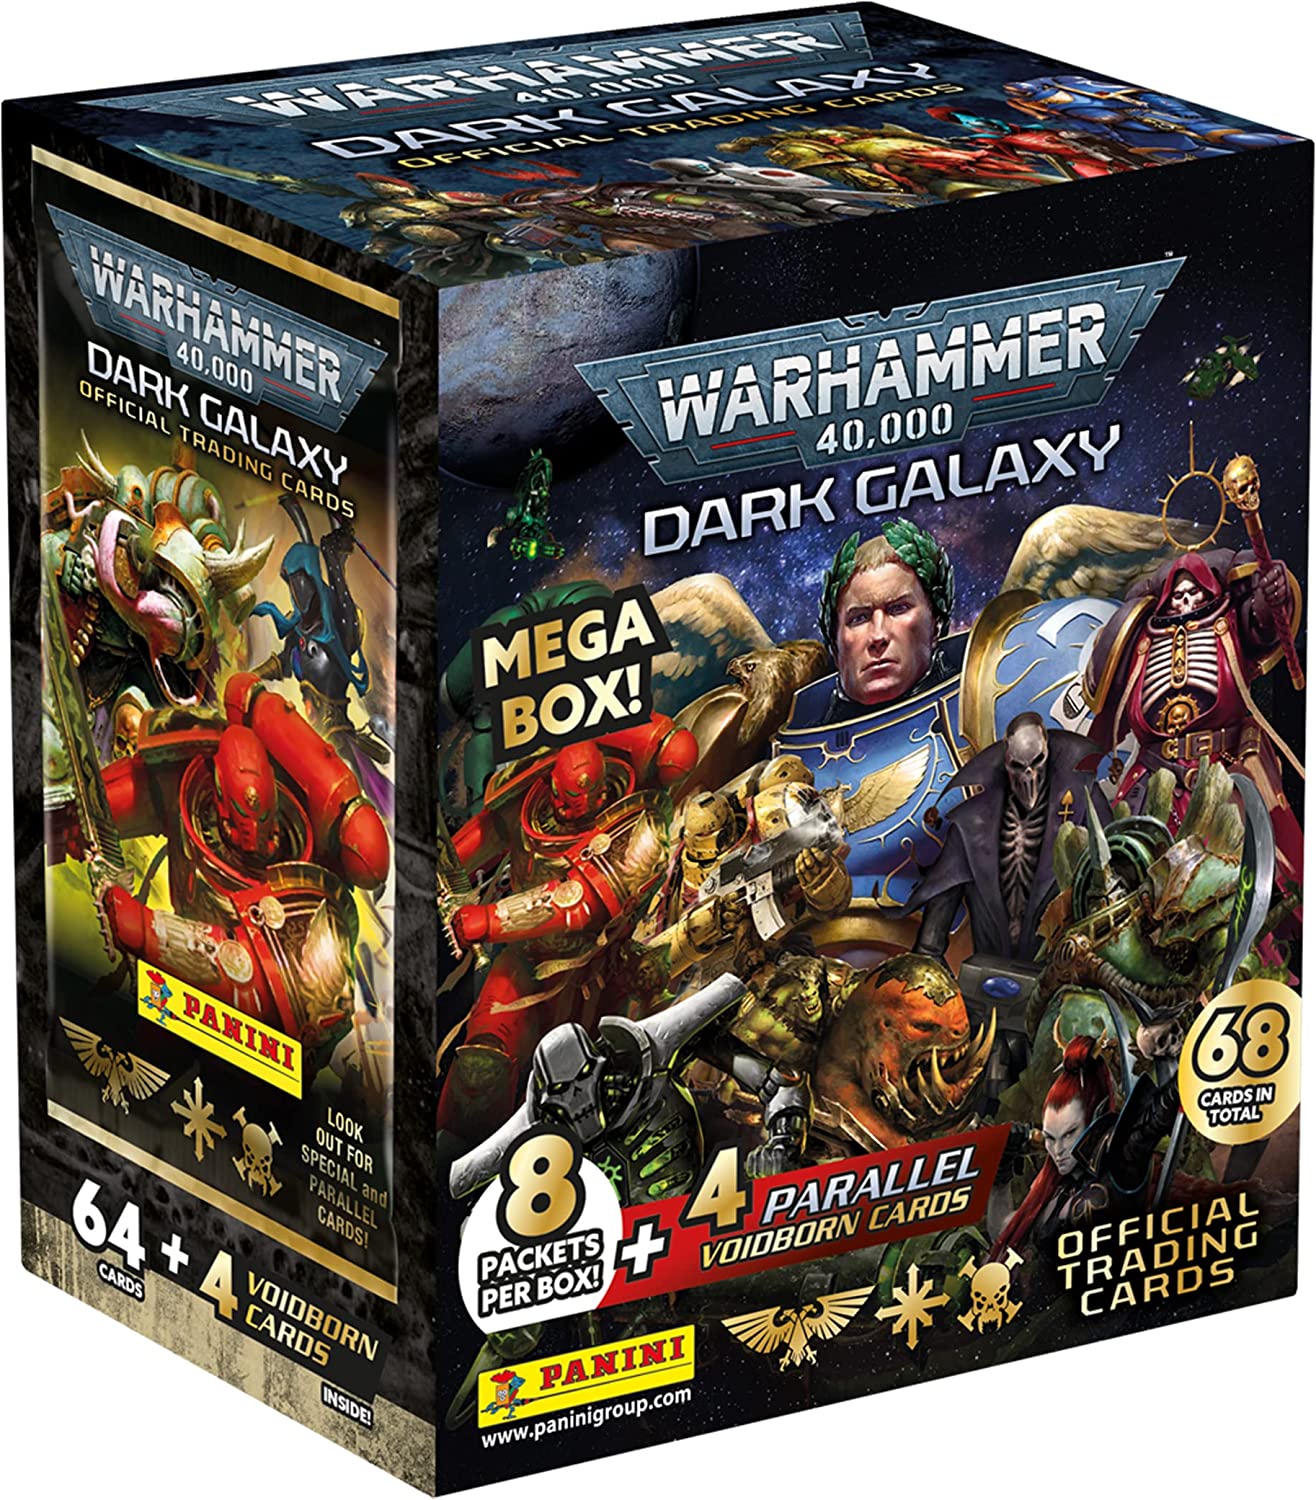 WARHAMMER
40,000
DARK GALAXY
OFFICIAL TRADING CARDS
WARHAMMER
40,000
DARK GALAXY
OFFICIAL TRADING CARDS
PANINI
LOOK
OUT FOR
SPECIAL and
PARALLEL
CARDS!
64
CARDS
+ 4
VOIDBORN
CARDS
INSIDE!
WARHAMMER
™
40,000
DARK GALAXY
MEGA
BOX!
68
CARDS IN
TOTAL
8
PACKETS
PER BOX!
+ 4 PARALLEL
VOIDBORN CARDS
OFFICIAL
TRADING
CARDS
PANINI
www.paninigroup.com